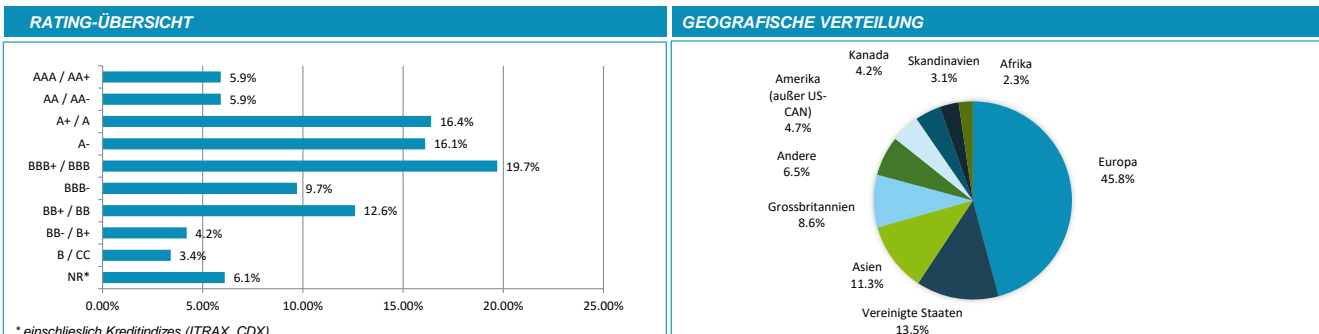 RATING-ÜBERSICHT
AAA / AA+
5.9%
AA / AA-
5.9%
A+ / A
16.4%
A-
16.1%
BBB+ / BBB
19.7%
BBB-
9.7%
BB+ / BB
12.6%
BB- / B+
4.2%
B / CC
3.4%
NR*
6.1%
0.00%
5.00%
10.00%
15.00%
20.00%
25.00%
* einschlieslich Kreditindizes (ITRAX, CDX)
GEOGRAFISCHE VERTEILUNG
Kanada
4.2%
Skandinavien
3.1%
Afrika
2.3%
Amerika
(außer US-
CAN)
4.7%
Andere
6.5%
Europa
45.8%
Grossbritannien
8.6%
Asien
11.3%
Vereinigte Staaten
13.5%